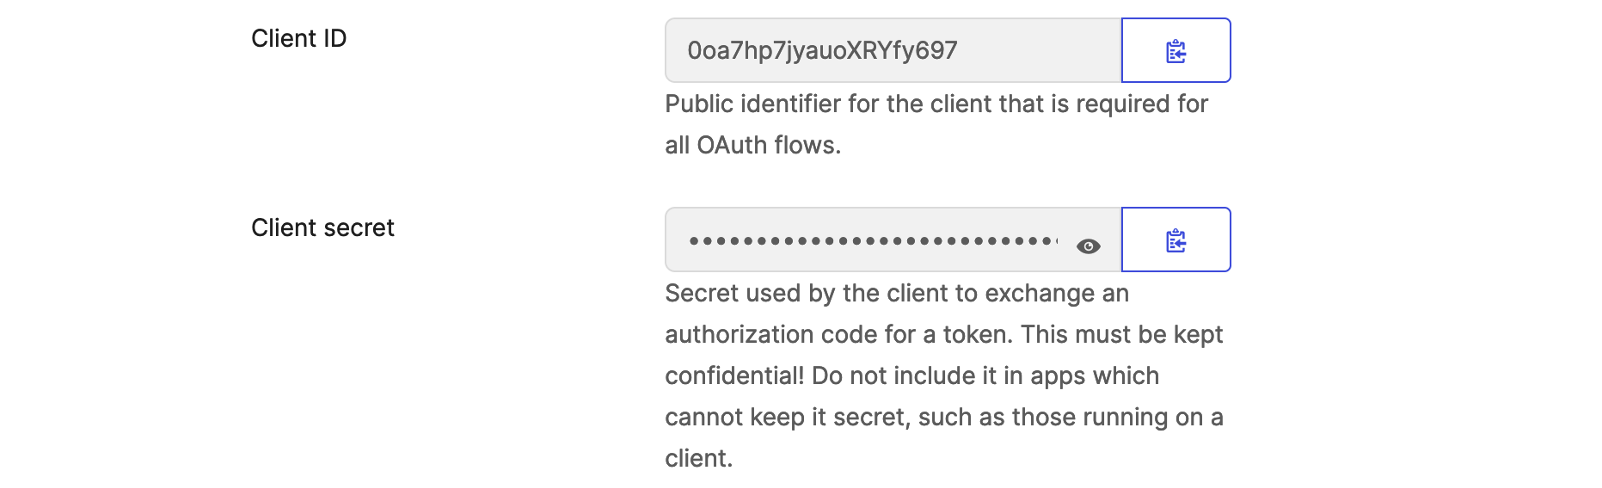 Client ID
0oa7hp7jyauoXRYfy697
Public identifier for the client that is required for
all OAuth flows.
Client secret
••••••••••••••••••••••••••••
Secret used by the client to exchange an
authorization code for a token. This must be kept
confidential! Do not include it in apps which
cannot keep it secret, such as those running on a
client.